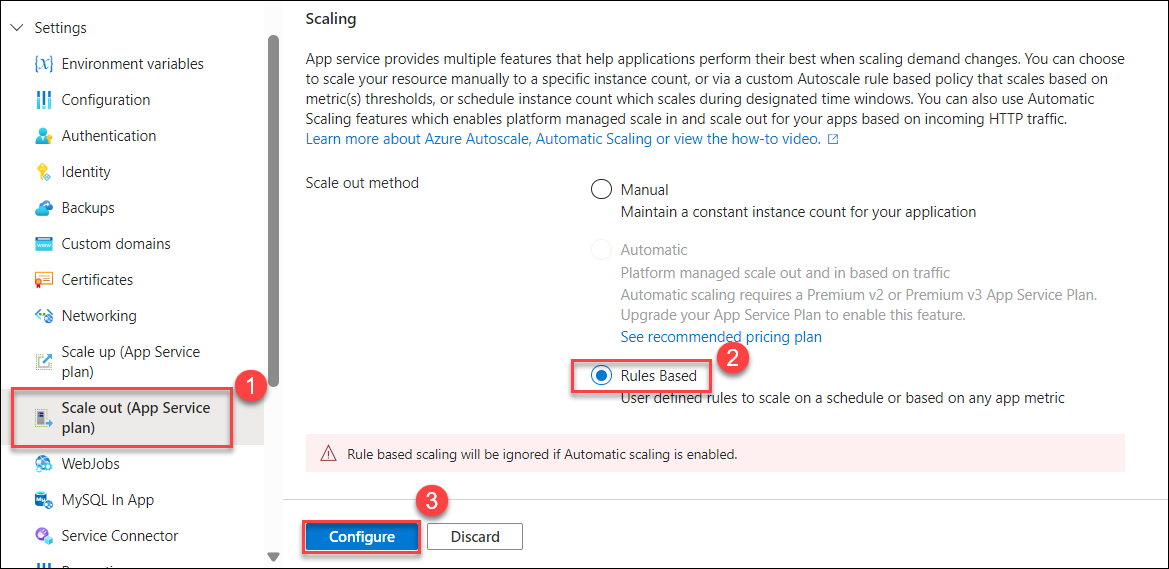 Settings
{x} Environment variables
Configuration
Authentication
Identity
Backups
www Custom domains
Certificates
Networking
Scale up (App Service
plan)
1
Scale out (App Service
plan)
WebJobs
MySQL In App
Service Connector
Scaling
App service provides multiple features that help applications perform their best when scaling demand changes. You can choose
to scale your resource manually to a specific instance count, or via a custom Autoscale rule based policy that scales based on
metric(s) thresholds, or schedule instance count which scales during designated time windows. You can also use Automatic
Scaling features which enables platform managed scale in and scale out for your apps based on incoming HTTP traffic.
Learn more about Azure Autoscale, Automatic Scaling or view the how-to video.
Scale out method
Manual
Maintain a constant instance count for your application
Automatic
Platform managed scale out and in based on traffic
Automatic scaling requires a Premium v2 or Premium v3 App Service Plan.
Upgrade your App Service Plan to enable this feature.
See recommended pricing plan
2
Rules Based
User defined rules to scale on a schedule or based on any app metric
Rule based scaling will be ignored if Automatic scaling is enabled.
3
Configure
Discard